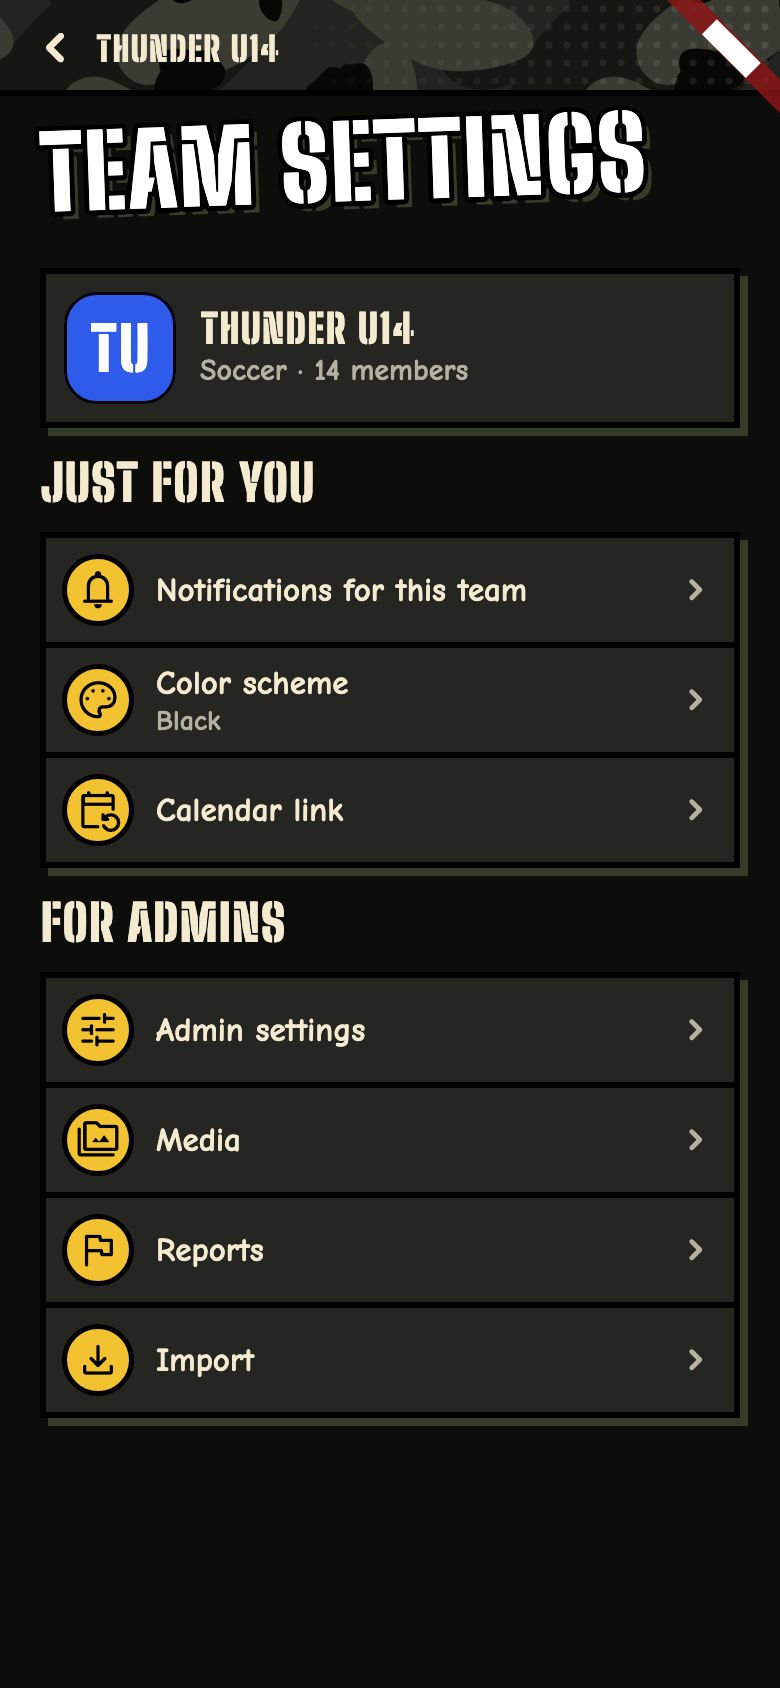 THUNDER U14
TEAM SETTINGS
TU
THUNDER U14
Soccer · 14 members
JUST FOR YOU
Notifications for this team
Color scheme
Black
Calendar link
FOR ADMINS
Admin settings
Media
Reports
Import